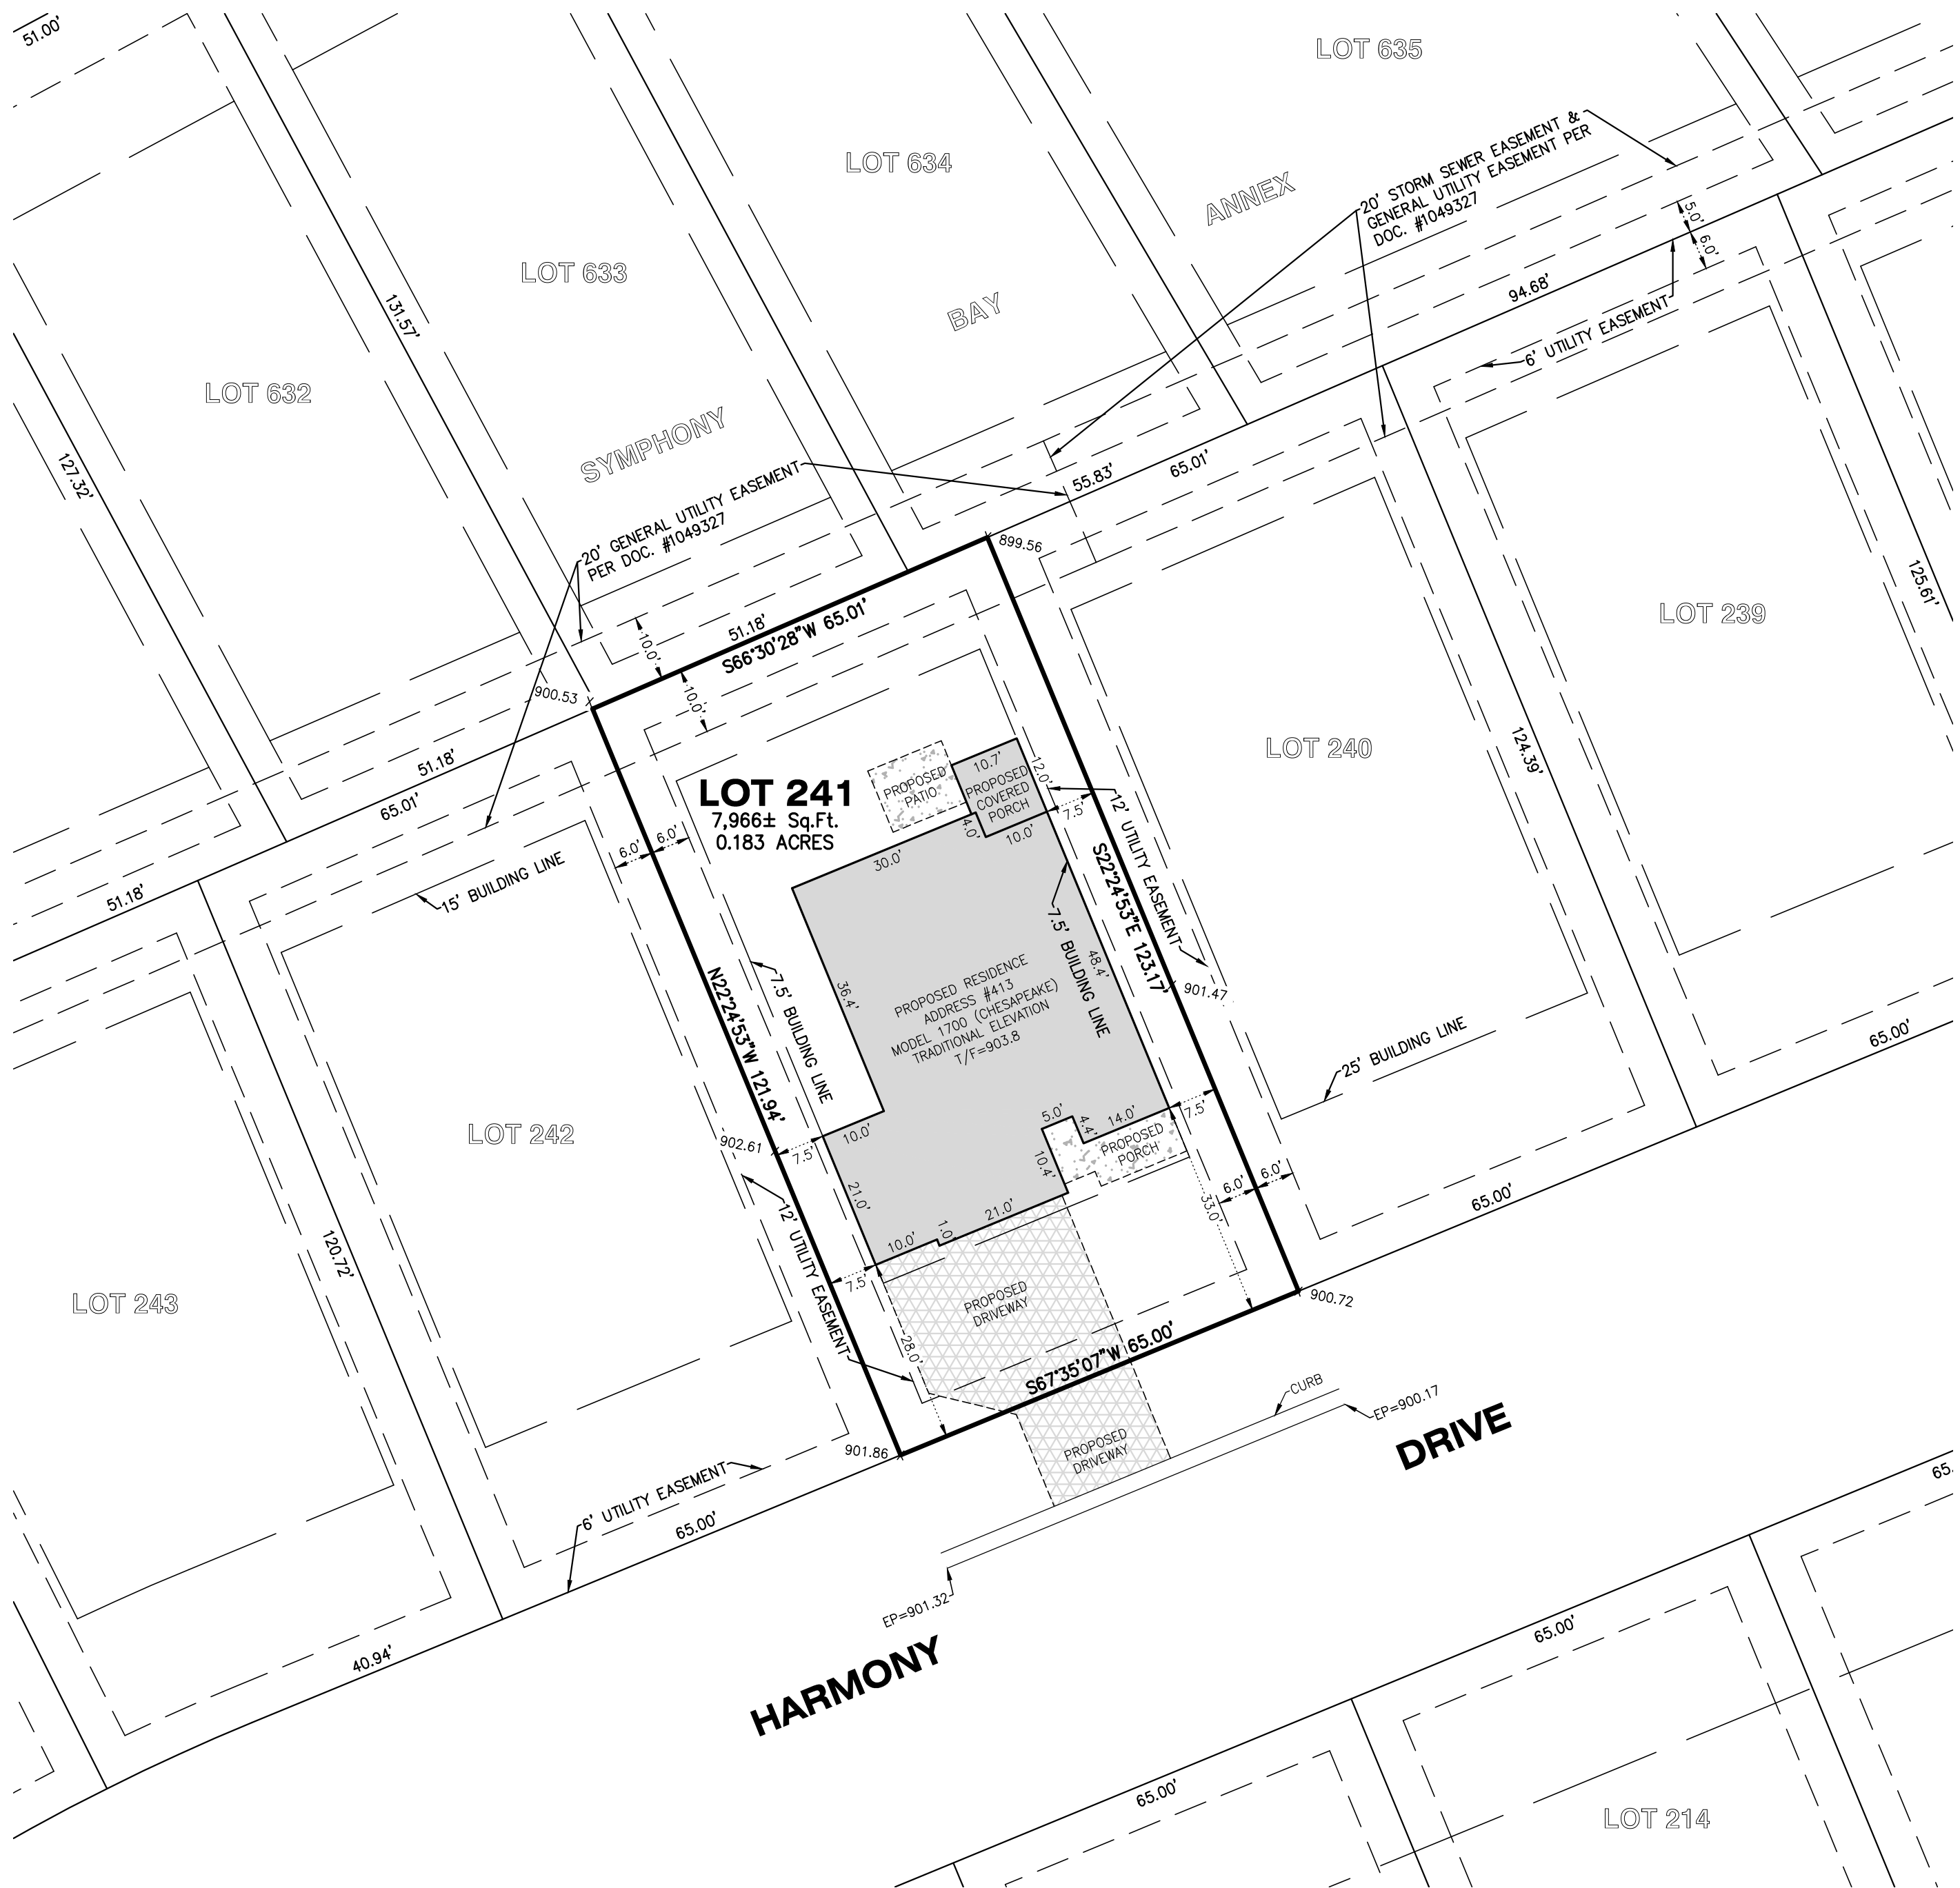 51.00'
LOT 635
LOT 634
ANNEX
20' STORM SEWER EASEMENT &
GENERAL UTILITY EASEMENT PER
DOC. #1049327
5.0'
6.0'
LOT 633
131.57'
BAY
94.68'
6' UTILITY EASEMENT
LOT 632
SYMPHONY
127.32'
20' GENERAL UTILITY EASEMENT
PER DOC. #1049327
55.83'
65.01'
899.56
125.61'
LOT 239
10.0'
51.18'
S66°30'28"W 65.01'
900.53
10.0'
51.18'
65.01'
LOT 240
124.39'
LOT 241
7,966± Sq.Ft.
0.183 ACRES
PROPOSED
PATIO
10.7'
PROPOSED
COVERED
PORCH
12.0'
7.5'
4.0'
10.0'
12' UTILITY EASEMENT
6.0'
6.0'
30.0'
15' BUILDING LINE
51.18'
S22°24'53"E 123.17'
7.5' BUILDING LINE
48.4'
901.47
N22°24'53"W 121.94'
7.5' BUILDING LINE
36.4'
PROPOSED RESIDENCE
ADDRESS #413
MODEL 1700 (CHESAPEAKE)
TRADITIONAL ELEVATION
T/F=903.8
25' BUILDING LINE
65.00'
LOT 242
902.61
7.5'
10.0'
5.0'
4.4'
14.0'
7.5'
PROPOSED
PORCH
10.4'
21.0'
12' UTILITY EASEMENT
10.0'
1.0'
21.0'
33.0'
6.0'
6.0'
65.00'
120.72'
LOT 243
7.5'
PROPOSED
DRIVEWAY
28.0'
900.72
S67°35'07"W 65.00'
CURB
EP=900.17
DRIVE
901.86
PROPOSED
DRIVEWAY
6' UTILITY EASEMENT
65.00'
65.
EP=901.32
40.94'
HARMONY
65.00'
65.00'
LOT 214